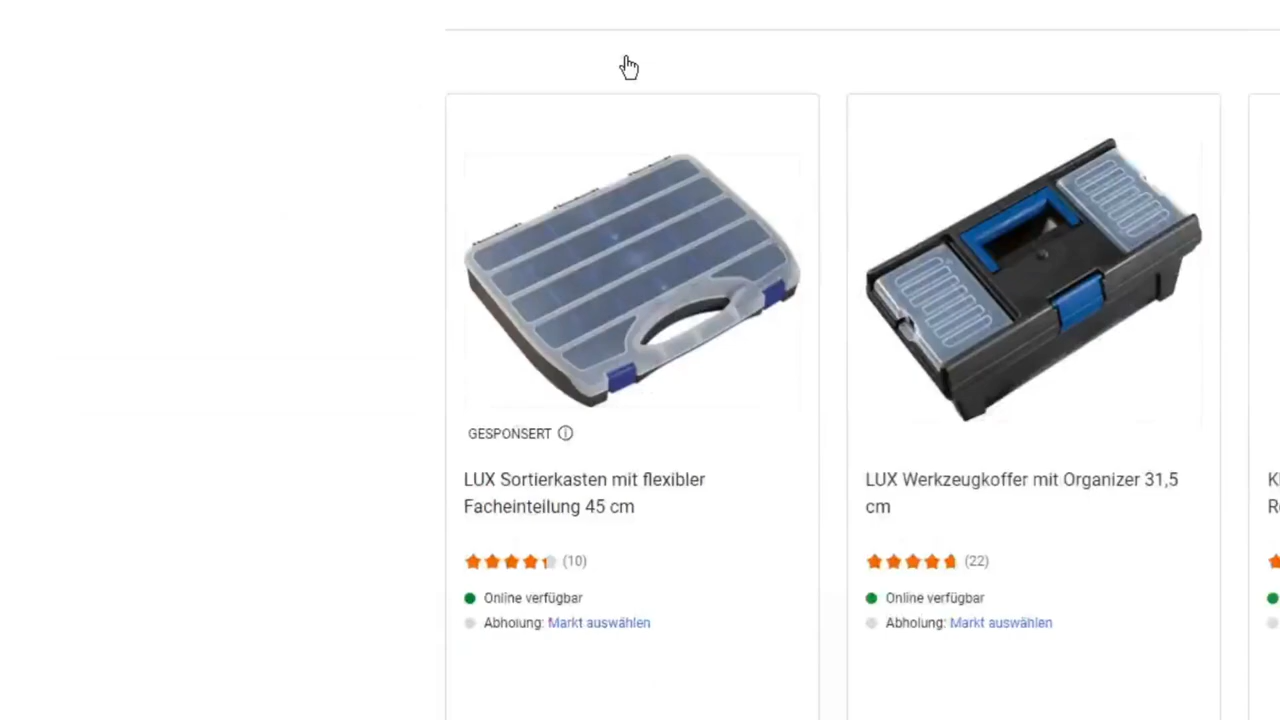 GESPONSERT
LUX Sortierkasten mit flexibler
Facheinteilung 45 cm
(10)
Online verfügbar
Abholung: Markt auswählen
LUX Werkzeugkoffer mit Organizer 31,5
cm
(22)
Online verfügbar
Abholung: Markt auswählen